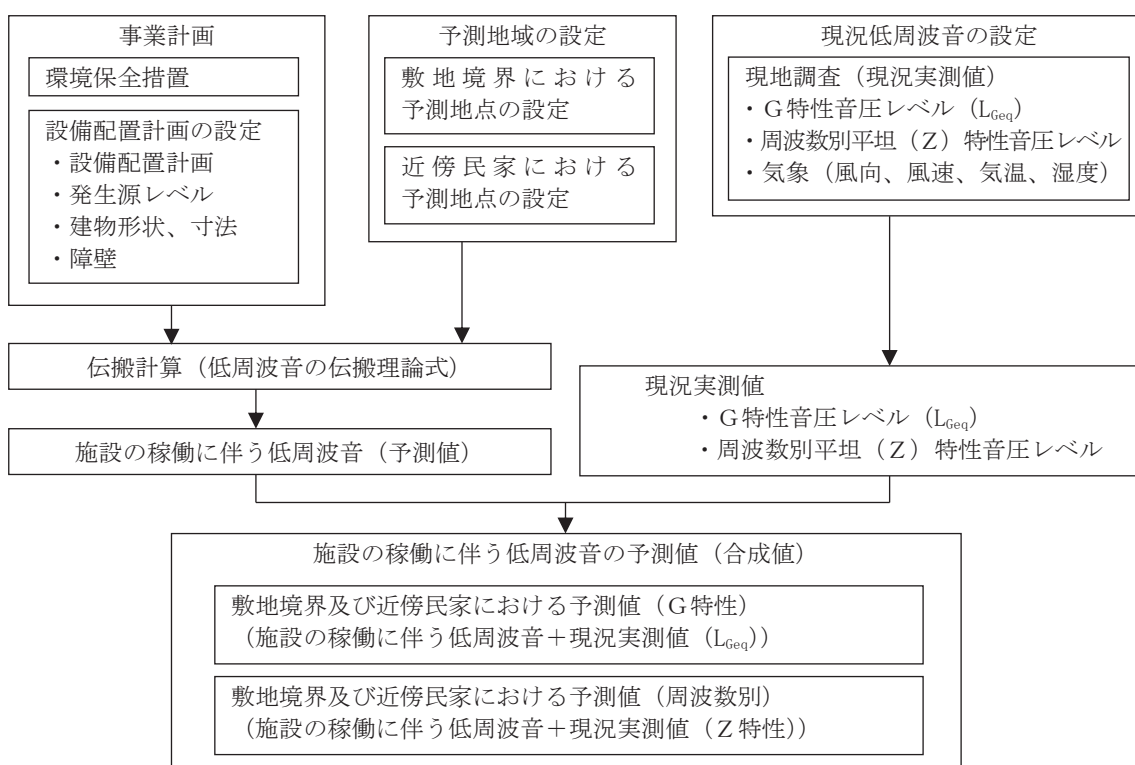 事業計画
環境保全措置
設備配置計画の設定
・設備配置計画
・発生源レベル
・建物形状、寸法
・障壁
予測地域の設定
敷地境界における
予測地点の設定
近傍民家における
予測地点の設定
現況低周波音の設定
現地調査（現況実測値）
・G特性音圧レベル（LGeq）
・周波数別平坦（Z）特性音圧レベル
・気象（風向、風速、気温、湿度）
伝搬計算（低周波音の伝搬理論式）
施設の稼働に伴う低周波音（予測値）
現況実測値
・G特性音圧レベル（LGeq）
・周波数別平坦（Z）特性音圧レベル
施設の稼働に伴う低周波音の予測値（合成値）
敷地境界及び近傍民家における予測値（G特性）
（施設の稼働に伴う低周波音＋現況実測値（LGeq））
敷地境界及び近傍民家における予測値（周波数別）
（施設の稼働に伴う低周波音＋現況実測値（Z特性））